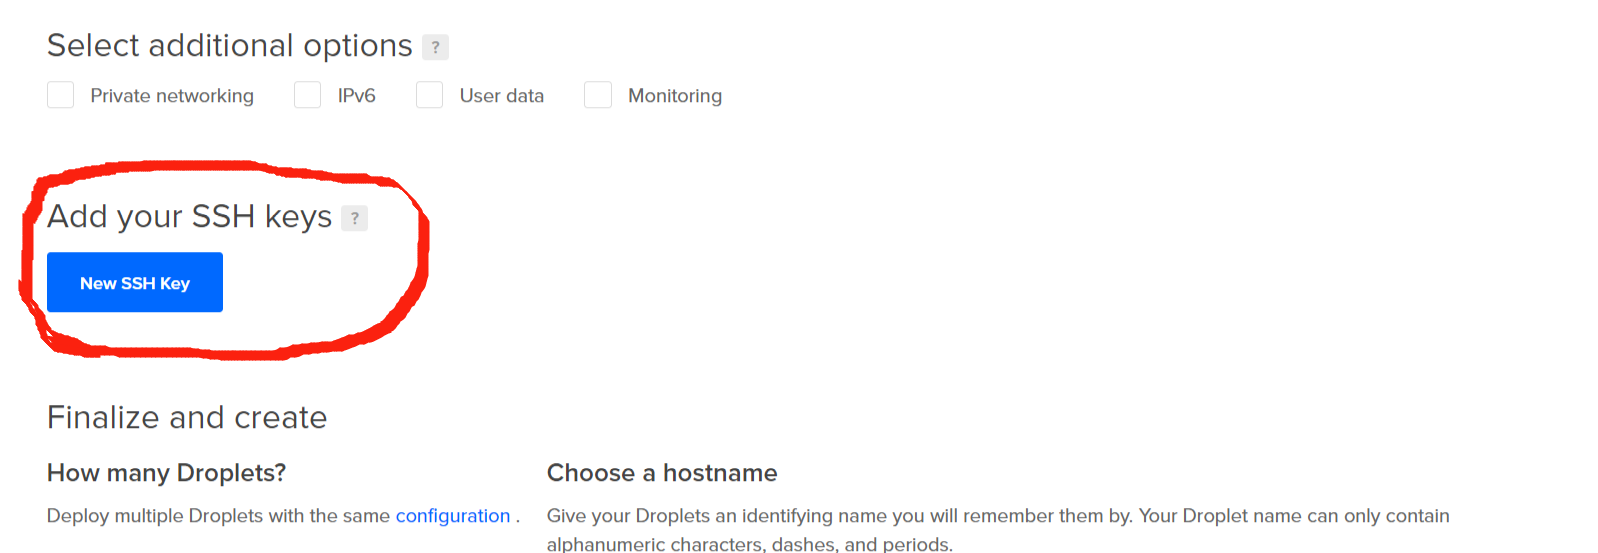 Select additional options ?
Private networking IPv6 User data Monitoring
Add your SSH keys ?
New SSH Key
Finalize and create
How many Droplets?
Deploy multiple Droplets with the same configuration .
Choose a hostname
Give your Droplets an identifying name you will remember them by. Your Droplet name can only contain
alphanumeric characters, dashes, and periods.